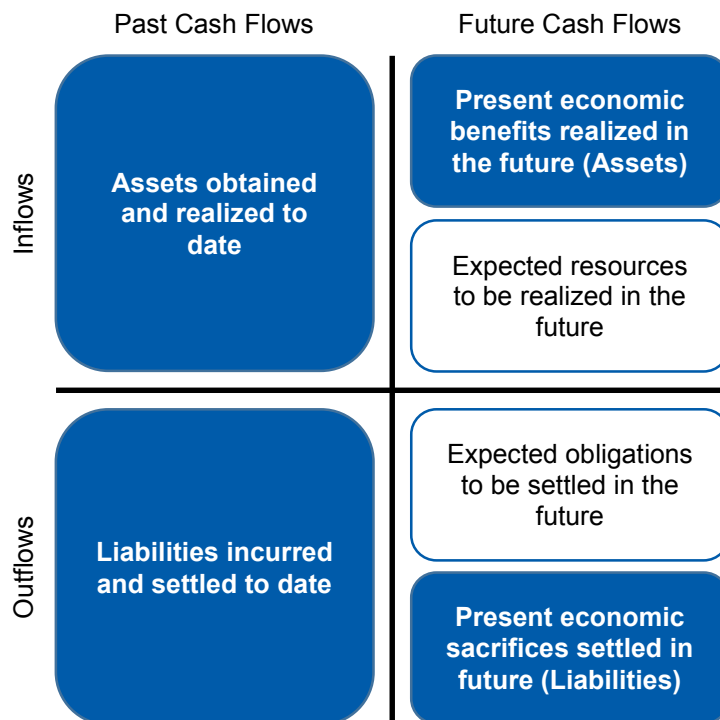 Past Cash Flows
Future Cash Flows
Inflows
Assets obtained
and realized to
date
Present economic
benefits realized in
the future (Assets)
Expected resources
to be realized in the
future
Outflows
Liabilities incurred
and settled to date
Expected obligations
to be settled in the
future
Present economic
sacrifices settled in
future (Liabilities)